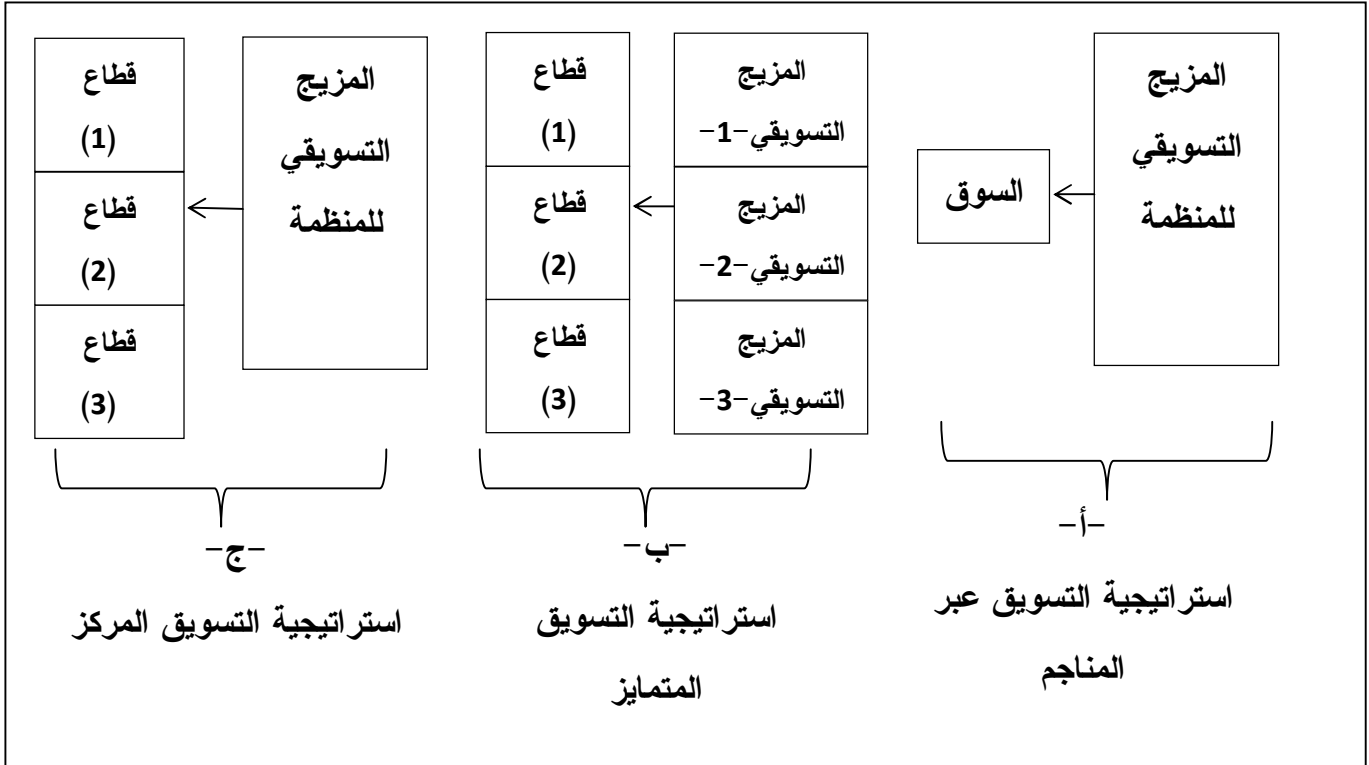 المزيج
التسويقي
للمنظمة
السوق
-أ-
استراتيجية التسويق عبر
المناجم
المزيج
التسويقي-1-
المزيج
التسويقي-2-
المزيج
التسويقي-3-
قطاع
(1)
قطاع
(2)
قطاع
(3)
-ب-
استراتيجية التسويق
المتمايز
المزيج
التسويقي
للمنظمة
قطاع
(1)
قطاع
(2)
قطاع
(3)
-ج-
استراتيجية التسويق المركز